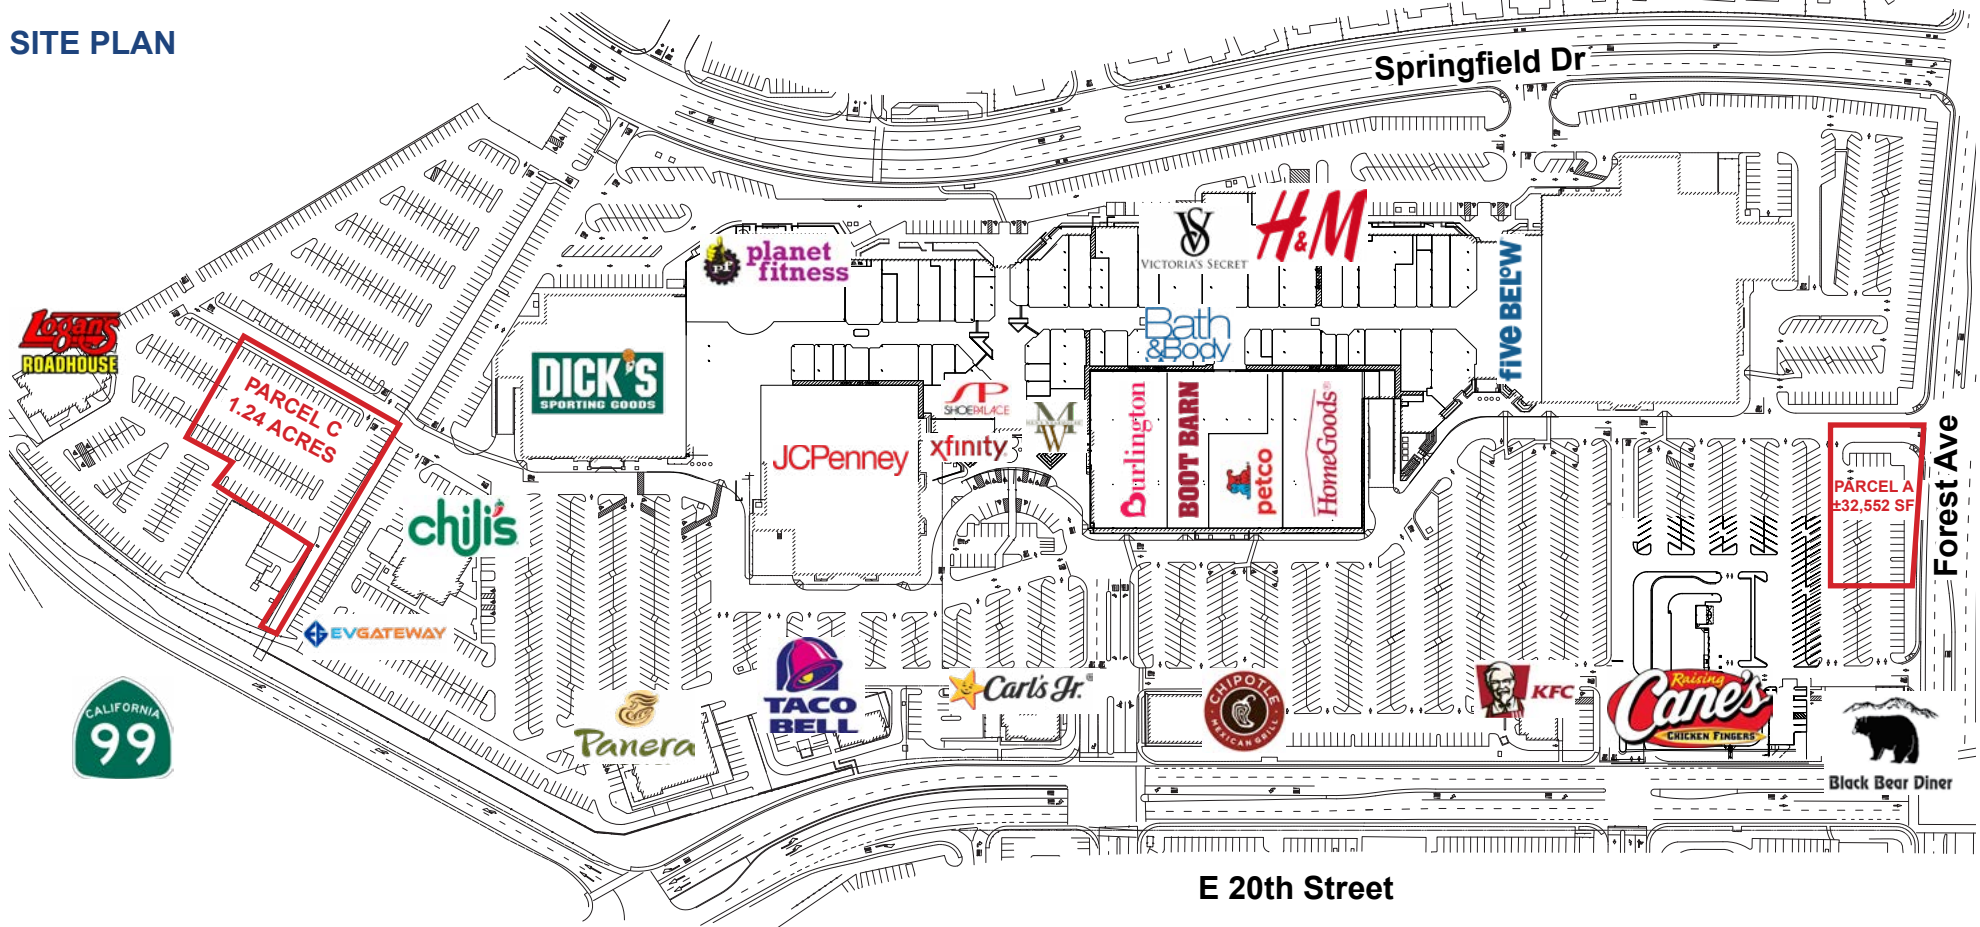 SITE PLAN
Springfield Dr
planet
fitness
VS
VICTORIA'S SECRET
H&M
five BELOW
Logan's
ROADHOUSE
PARCEL C
1.24 ACRES
DICK'S
SPORTING GOODS
Bath
&Body
SP
SHOEPALACE
MW
JCPenney
xfinity
Burlington
BOOT BARN
petco
HomeGoods®
PARCEL A
±32,552 SF
Forest Ave
chili's
EVGATEWAY
CALIFORNIA
99
Panera
TACO
BELL
Carl's Jr.
CHIPOTLE
MEXICAN GRILL
KFC
Raising
Cane's
CHICKEN FINGERS
Black Bear Diner
E 20th Street